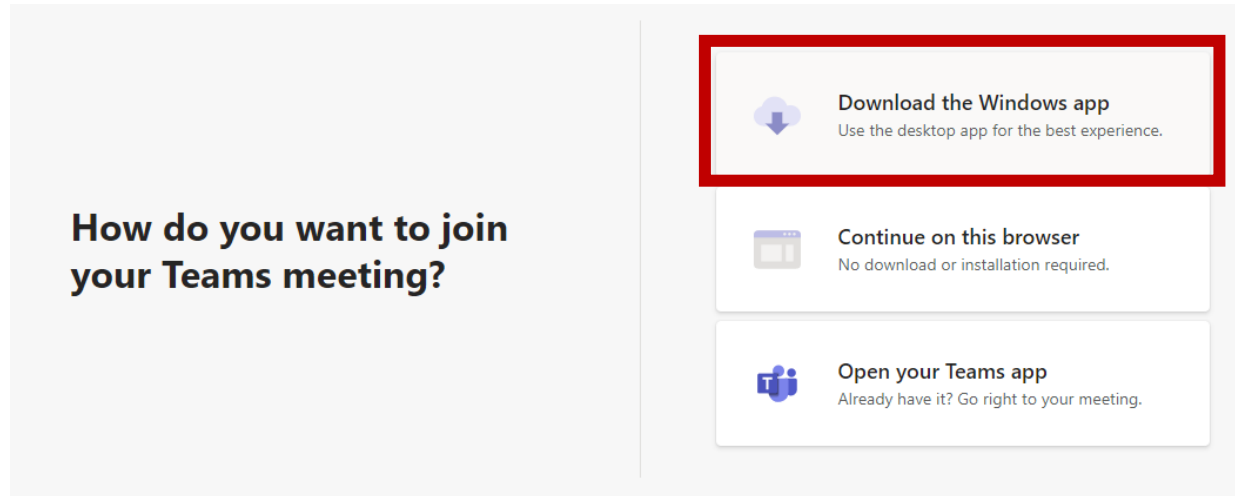 How do you want to join
your Teams meeting?
Download the Windows app
Use the desktop app for the best experience.
Continue on this browser
No download or installation required.
T
Open your Teams app
Already have it? Go right to your meeting.